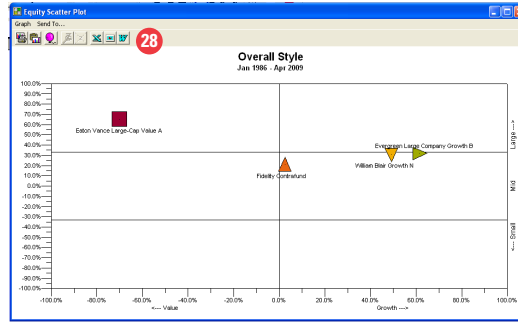 Equity Scatter Plot
Graph Send To...
28
Overall Style
Jan 1986 - Apr 2009
100.0%
90.0%
80.0%
70.0%
60.0%
50.0%
40.0%
30.0%
20.0%
10.0%
0.0%
-10.0%
-20.0%
-30.0%
-40.0%
-50.0%
-60.0%
-70.0%
-80.0%
-90.0%
-100.0%
Eaton Vance Large-Cap Value A
Evergreen Large Company Growth B
William Blair Growth N
Fidelity Contrafund
Large --->
Mid
<--- Small
-100.0% -80.0% -60.0% -40.0% -20.0% 0.0% 20.0% 40.0% 60.0% 80.0% 100.0%
<--- Value Growth --->